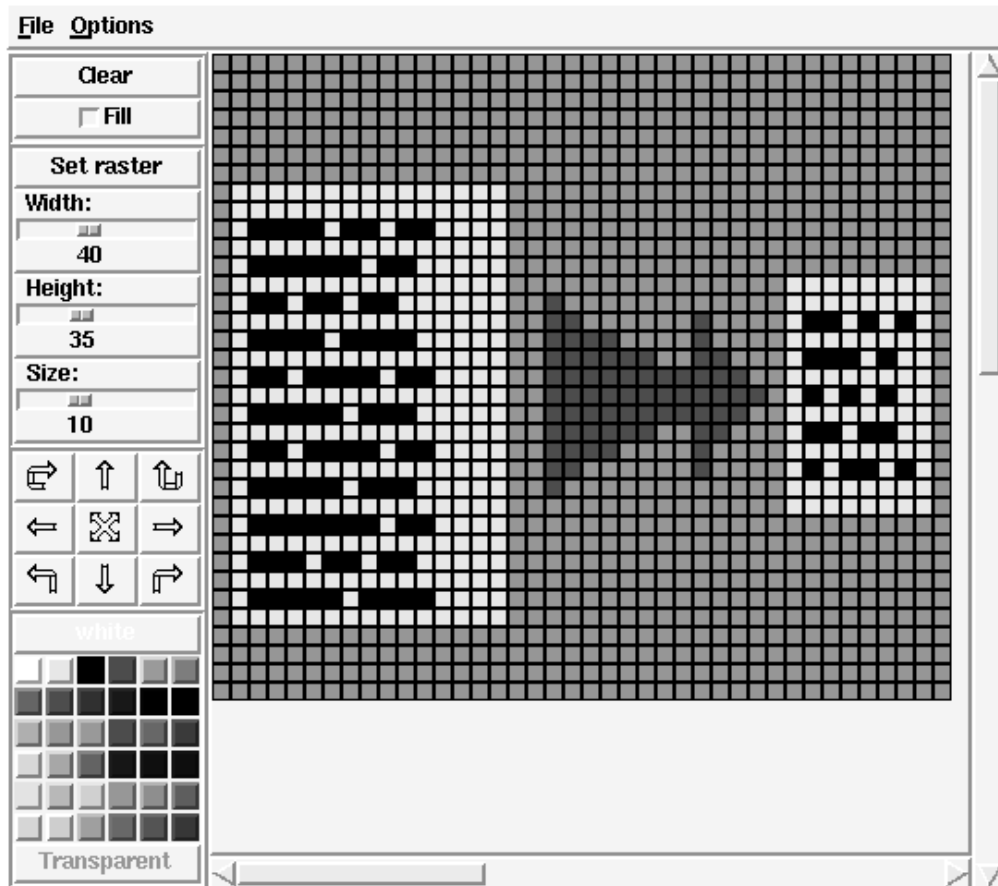 File Options
Clear
Fill
Set raster
Width:
40
Height:
35
Size:
10
white
Transparent